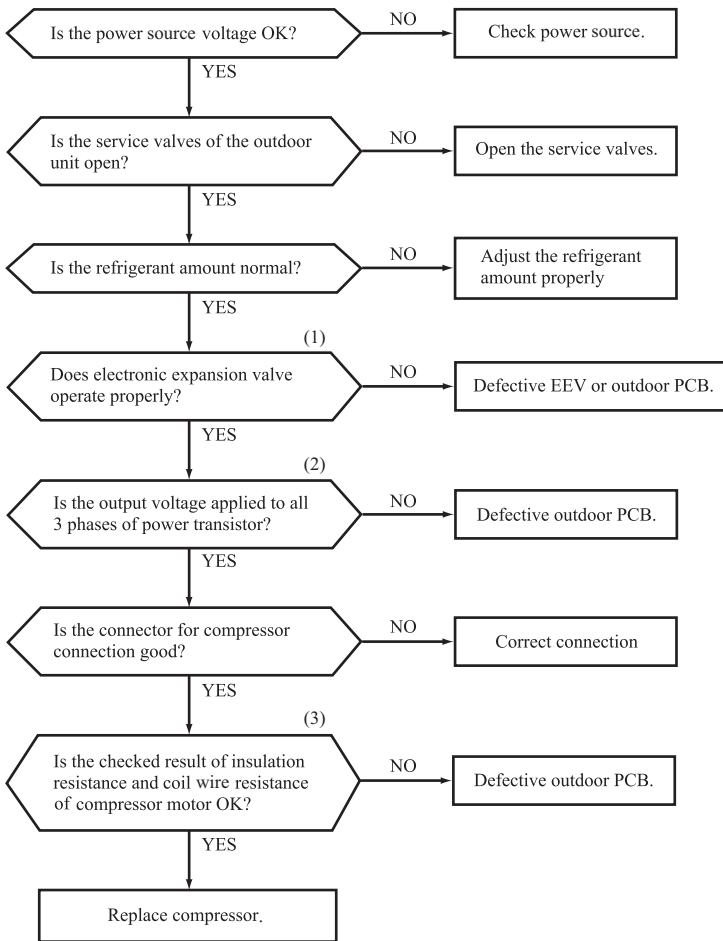 Is the power source voltage OK?
NO
Check power source.
YES
Is the service valves of the outdoor
unit open?
NO
Open the service valves.
YES
Is the refrigerant amount normal?
NO
Adjust the refrigerant
amount properly
YES
(1)
Does electronic expansion valve
operate properly?
NO
Defective EEV or outdoor PCB.
YES
(2)
Is the output voltage applied to all
3 phases of power transistor?
NO
Defective outdoor PCB.
YES
Is the connector for compressor
connection good?
NO
Correct connection
YES
(3)
Is the checked result of insulation
resistance and coil wire resistance
of compressor motor OK?
NO
Defective outdoor PCB.
YES
Replace compressor.